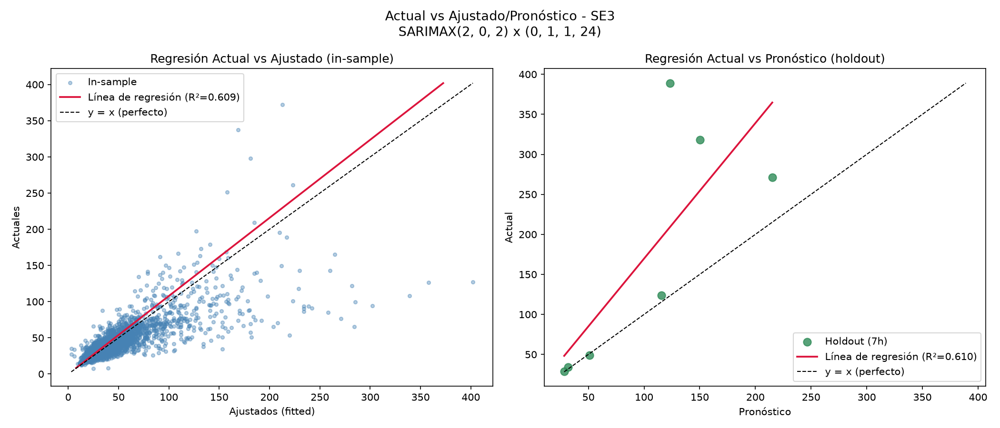 Actual vs Ajustado/Pronóstico - SE3
SARIMAX(2, 0, 2) x (0, 1, 1, 24)
Regresión Actual vs Ajustado (in-sample)
In-sample
Línea de regresión (R²=0.609)
y = x (perfecto)
Actuales
400
350
300
250
200
150
100
50
0
0 50 100 150 200 250 300 350 400
Ajustados (fitted)
Regresión Actual vs Pronóstico (holdout)
Actual
400
350
300
250
200
150
100
50
Holdout (7h)
Línea de regresión (R²=0.610)
y = x (perfecto)
50 100 150 200 250 300 350 400
Pronóstico